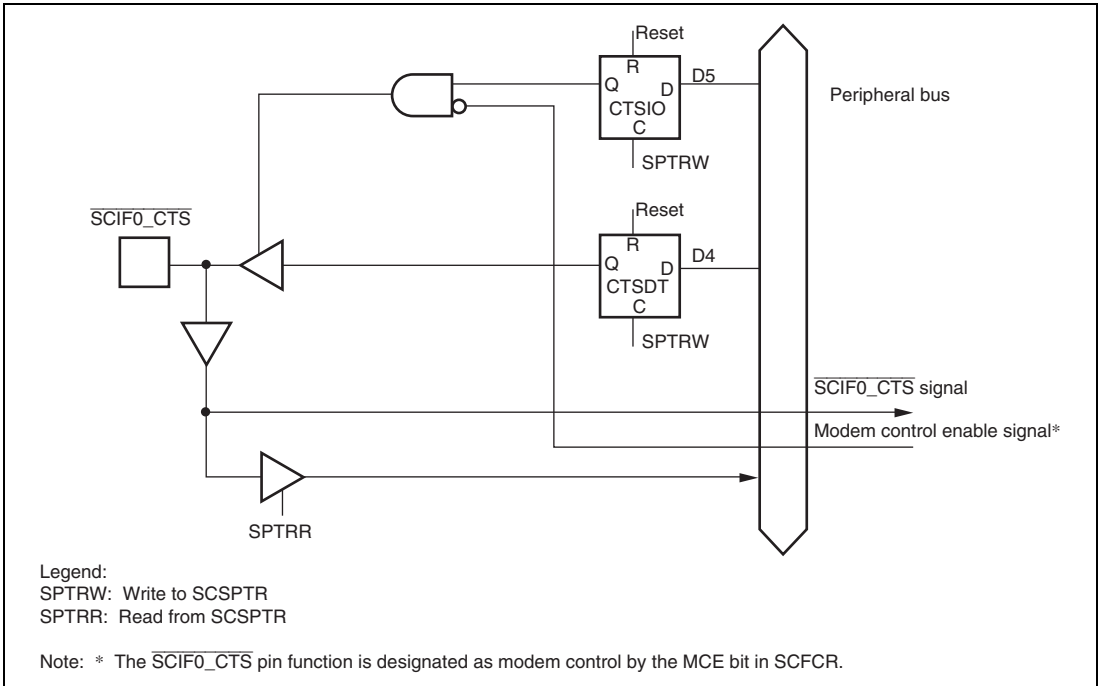 Reset
R
Q
D
D5
CTSIO
C
SPTRW
Peripheral bus
SCIF0_CTS
Reset
R
Q
D
D4
CTSDT
C
SPTRW
SCIF0_CTS signal
Modem control enable signal*
SPTRR
Legend:
SPTRW: Write to SCSPTR
SPTRR: Read from SCSPTR
Note: * The SCIF0_CTS pin function is designated as modem control by the MCE bit in SCFCR.